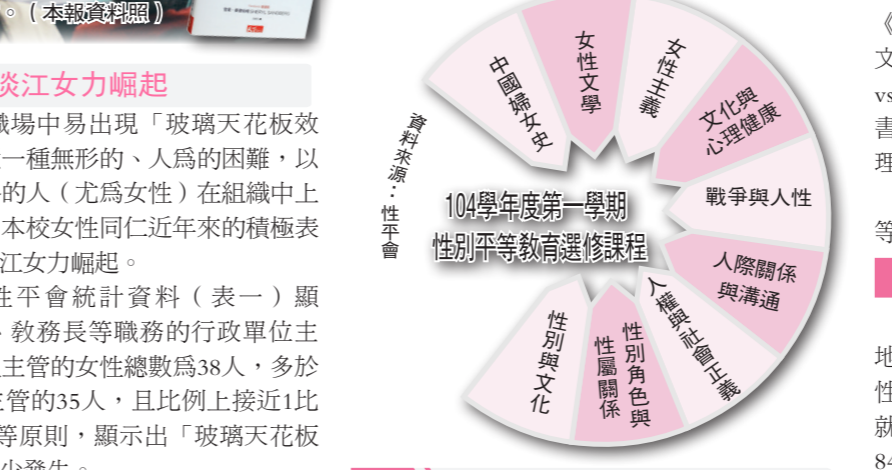 。(本報資料照)
淡江女力崛起
職場中易出現「玻璃天花板效
一種無形的、人為的困難,以
的人(尤為女性)在組織中上
本校女性同仁近年來的積極表
江女力崛起。
性平會統計資料(表一)顯
、教務長等職務的行政單位主
主管的女性總數為38人,多於
主管的35人,且比例上接近1比
等原則,顯示出「玻璃天花板
少發生。
資料來源:性平會
104學年度第一學期
性別平等教育選修課程
中國婦女史
女性文學
女性主義
文化與
心理健康
戰爭與人性
人際關係
與溝通
人權與社會正義
性別角色與
性屬關係
性別與文化
《
文
vs
書
理
等
地
性
就
84